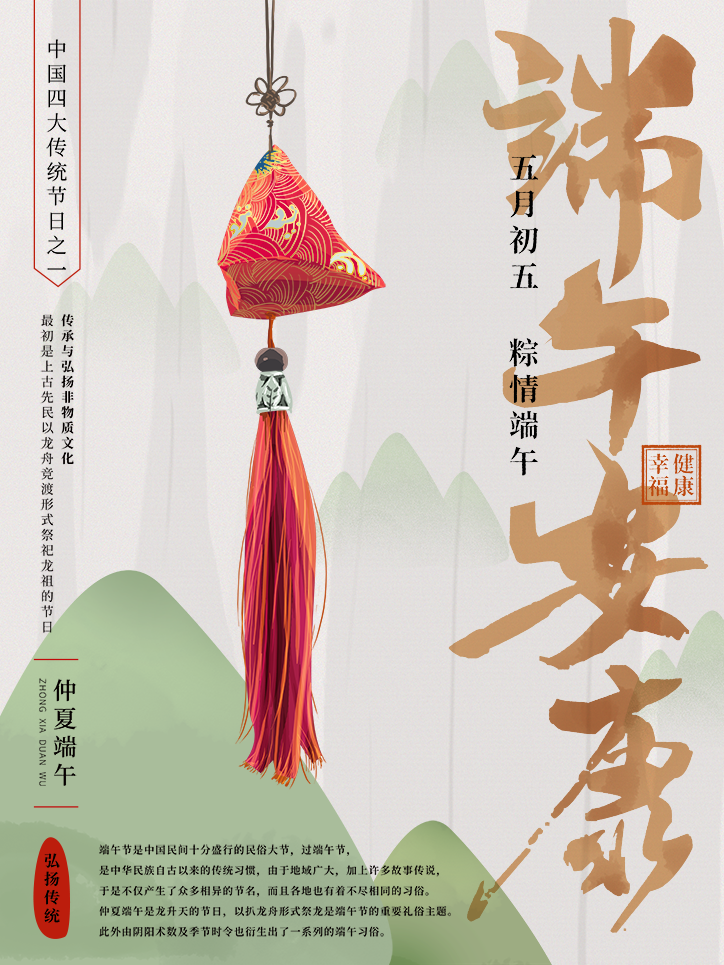 端午安康
五月初五 粽情端午
健康
幸福
中国四大传统节日之一
传承与弘扬非物质文化
最初是上古先民以龙舟竞渡形式祭祀龙祖的节日
仲夏端午
ZHONG XIA DUAN WU
弘扬传统
端午节是中国民间十分盛行的民俗大节，过端午节，
是中华民族自古以来的传统习惯，由于地域广大，加上许多故事传说，
于是不仅产生了众多相异的节名，而且各地也有着不尽相同的习俗。
仲夏端午是龙升天的节日，以扒龙舟形式祭龙是端午节的重要礼俗主题。
此外由阴阳术数及季节时令也衍生出了一系列的端午习俗。